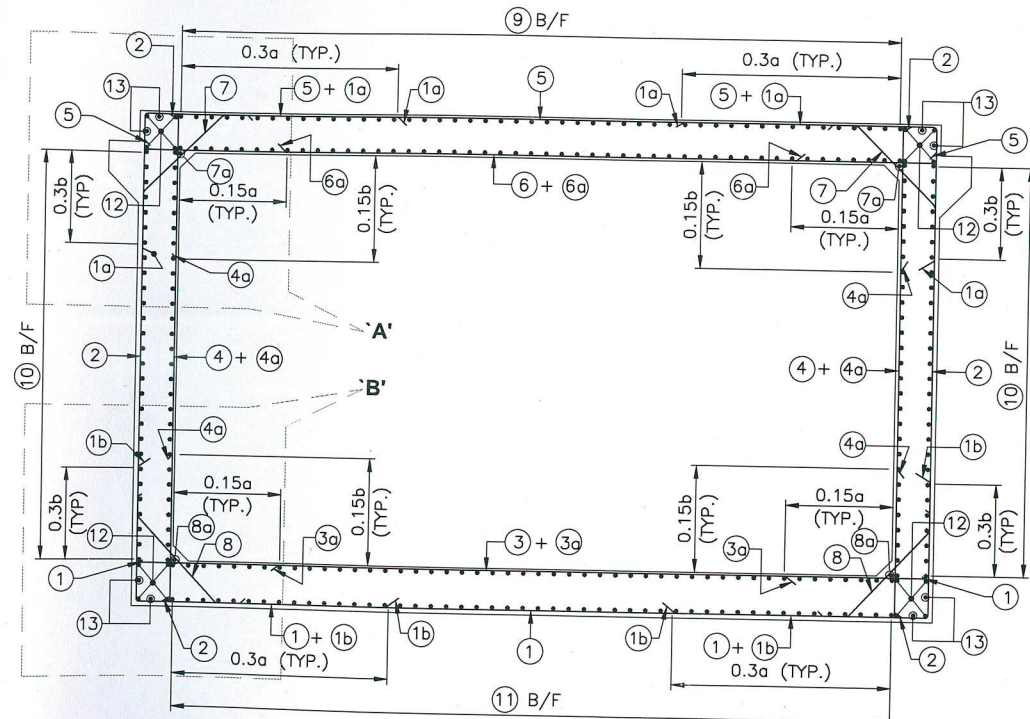 ⑨ B/F
② 0.3a (TYP.) 0.3a (TYP.) ②
⑬ ⑦ ⑤ + ①a ①a ⑤ ①a ⑤ + ①a ⑬
⑤ ⑤
⑦a ⑥a ⑥ + ⑥a ⑥a ⑦ ⑦a
0.3b (TYP)
⑫
0.15a (TYP.)
0.15b (TYP.)
0.15b (TYP.)
0.15a (TYP.)
⑫
0.3b (TYP)
①a ④a ④a ①a
`A'
⑩ B/F
② ④ + ④a ④ + ④a ②
⑩ B/F
`B'
①b ④a ④a ①b
0.3b (TYP)
0.15a (TYP.)
0.15b (TYP.)
0.15b (TYP.)
0.15a (TYP.)
0.3b (TYP)
⑫ ⑧a ⑧ ③a ③ + ③a ③a ⑧ ⑧a ⑫
① ①
⑬ ② ① + ①b ①b ① ①b ① + ①b ② ⑬
0.3a (TYP.) 0.3a (TYP.)
⑪ B/F